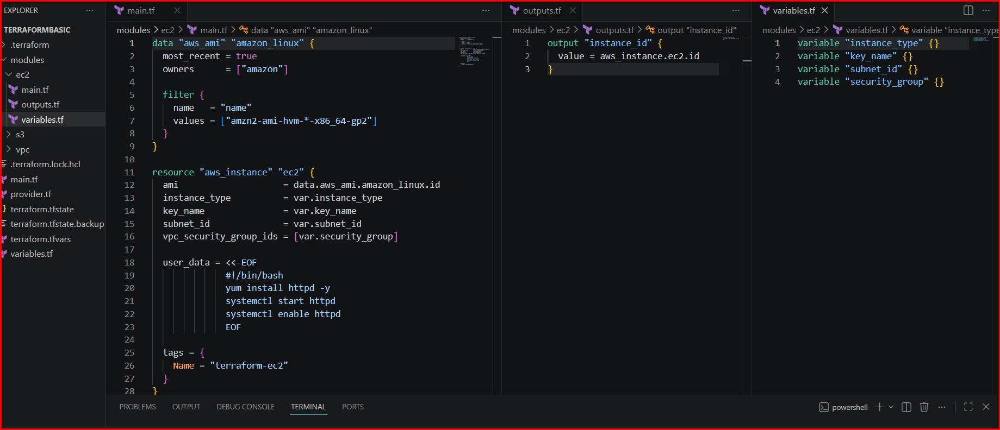 EXPLORER
TERRAFORMBASIC
.terraform
modules
ec2
main.tf
outputs.tf
variables.tf
s3
vpc
.terraform.lock.hcl
main.tf
provider.tf
terraform.tfstate
terraform.tfstate.backup
terraform.tfvars
variables.tf
main.tf
modules > ec2 > main.tf > data "aws_ami" "amazon_linux"
1 data "aws_ami" "amazon_linux" {
2 most_recent = true
3 owners      = ["amazon"]
4
5 filter {
6 name   = "name"
7 values = ["amzn2-ami-hvm-*-x86_64-gp2"]
8 }
9 }
10
11 resource "aws_instance" "ec2" {
12 ami                    = data.aws_ami.amazon_linux.id
13 instance_type          = var.instance_type
14 key_name               = var.key_name
15 subnet_id              = var.subnet_id
16 vpc_security_group_ids = [var.security_group]
17
18 user_data = <<-EOF
19 #!/bin/bash
20 yum install httpd -y
21 systemctl start httpd
22 systemctl enable httpd
23 EOF
24
25 tags = {
26 Name = "terraform-ec2"
27 }
28 }
outputs.tf
modules > ec2 > outputs.tf > output "instance_id"
1 output "instance_id" {
2 value = aws_instance.ec2.id
3 }
variables.tf
modules > ec2 > variables.tf > variable "instance_type
1 variable "instance_type" {}
2 variable "key_name" {}
3 variable "subnet_id" {}
4 variable "security_group" {}
PROBLEMS OUTPUT DEBUG CONSOLE TERMINAL PORTS
powershell